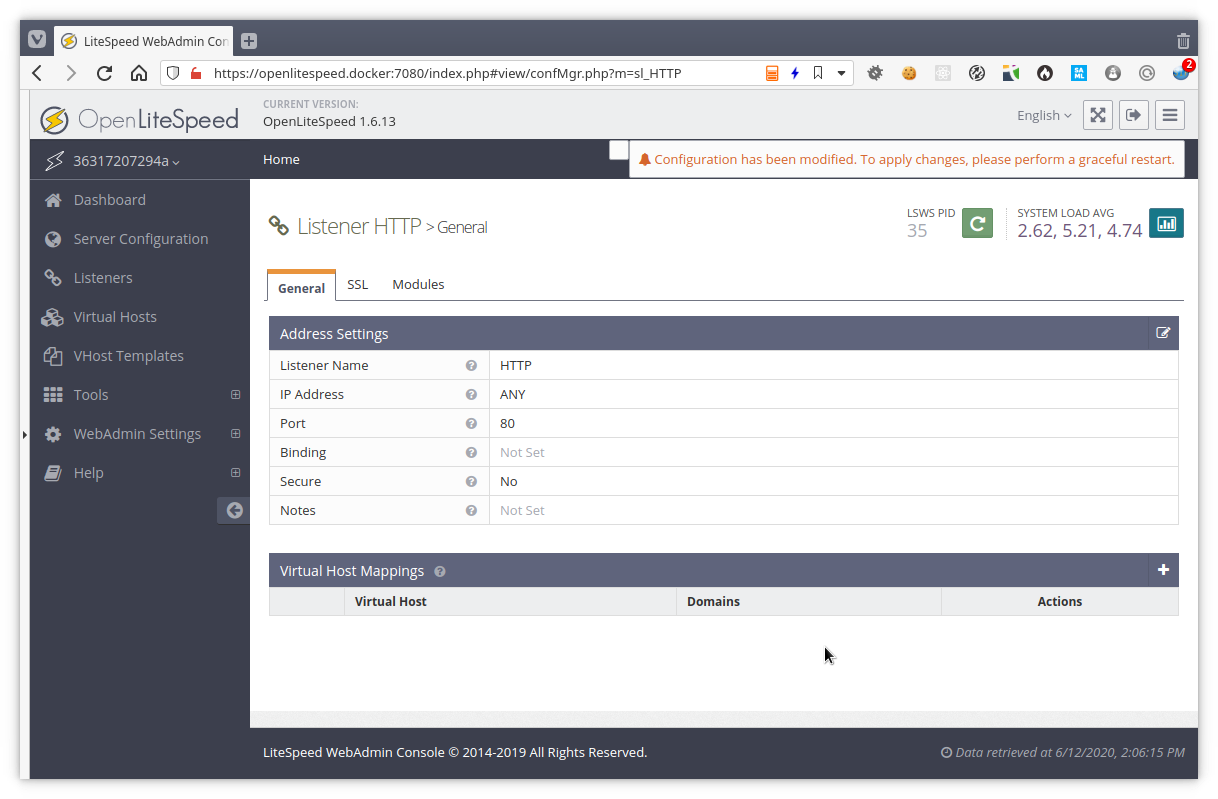 LiteSpeed WebAdmin Con
https://openlitespeed.docker:7080/index.php#view/confMgr.php?m=sl_HTTP
SA
ML
2
OpenLiteSpeed
CURRENT VERSION:
OpenLiteSpeed 1.6.13
English
36317207294a
Home
Configuration has been modified. To apply changes, please perform a graceful restart.
Dashboard
Server Configuration
Listeners
Virtual Hosts
VHost Templates
Tools
WebAdmin Settings
Help
Listener HTTP > General
LSWS PID
35
SYSTEM LOAD AVG
2.62, 5.21, 4.74
General SSL Modules
Address Settings
Listener Name HTTP
IP Address ANY
Port 80
Binding Not Set
Secure No
Notes Not Set
Virtual Host Mappings
Virtual Host Domains Actions
LiteSpeed WebAdmin Console © 2014-2019 All Rights Reserved.
Data retrieved at 6/12/2020, 2:06:15 PM